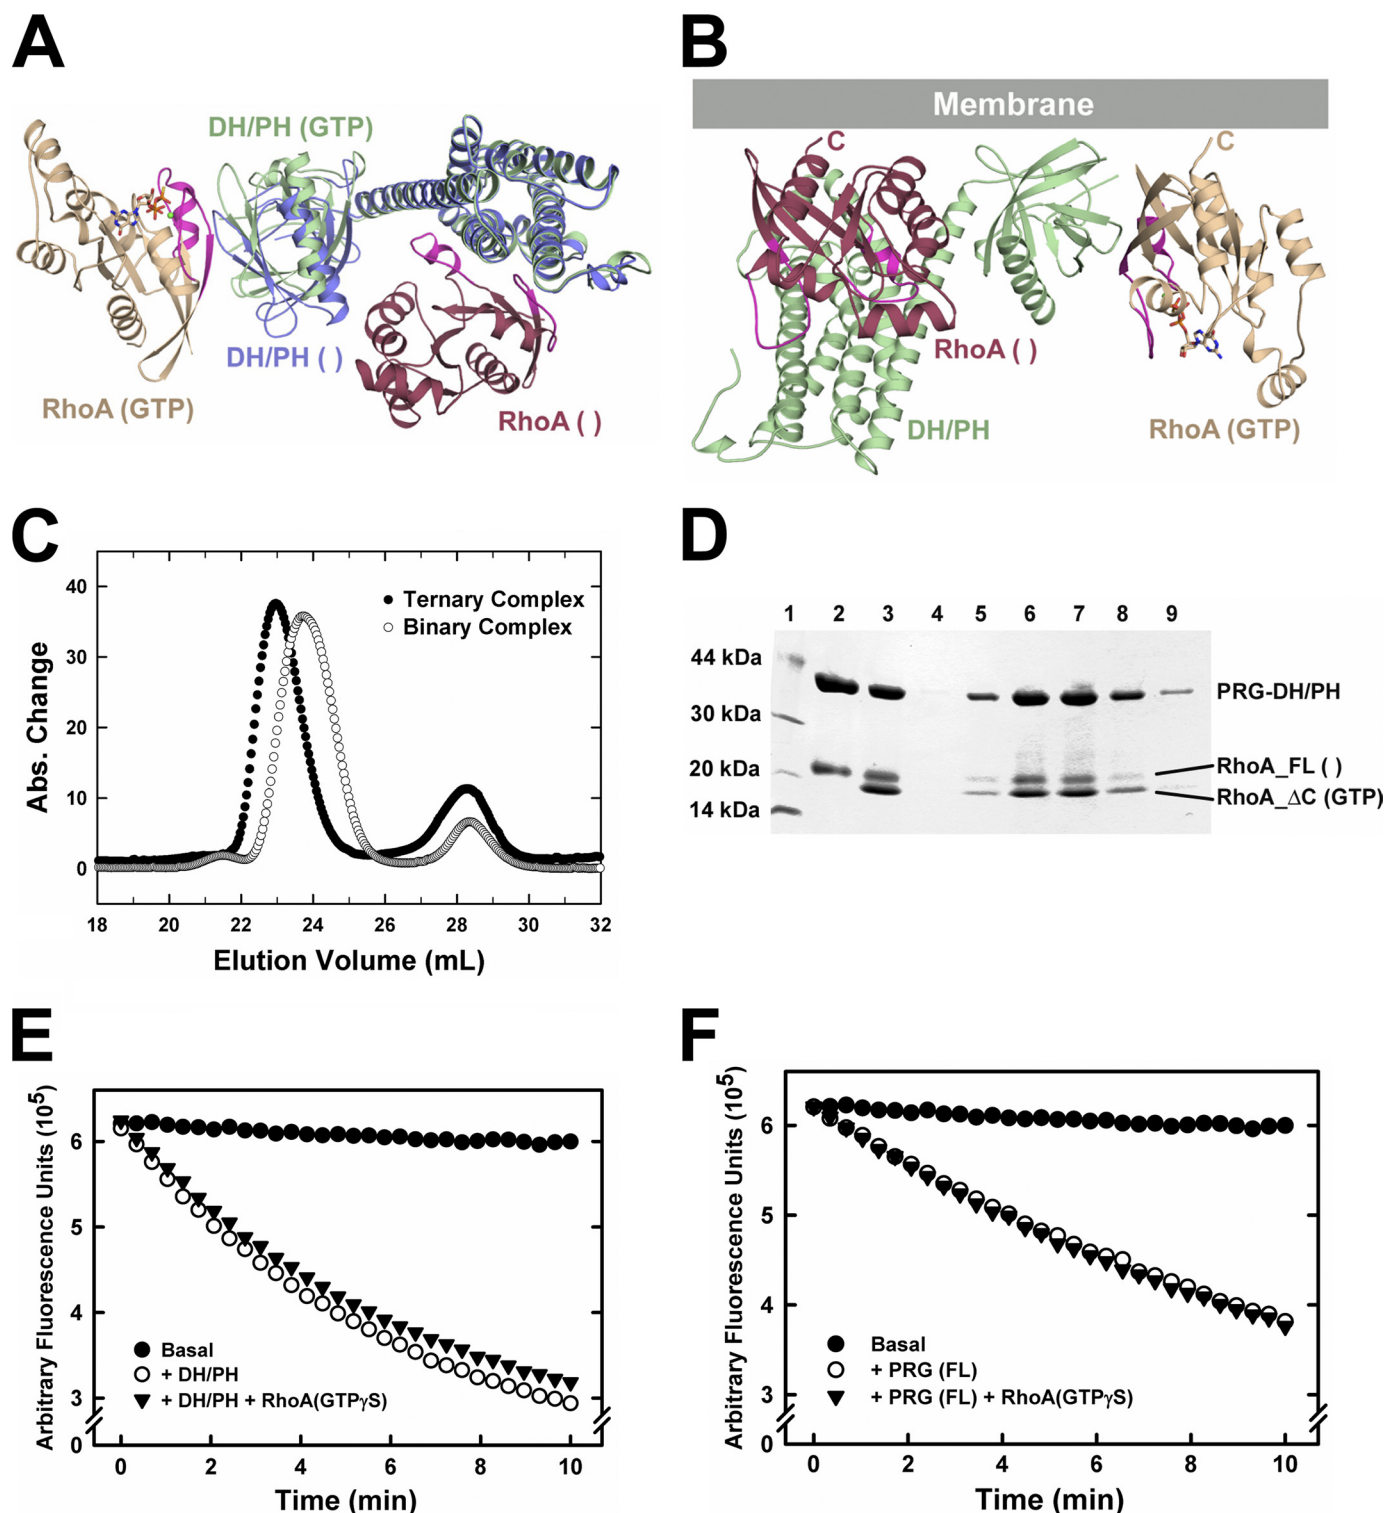 A
DH/PH (GTP)
DH/PH ( )
RhoA (GTP)
RhoA ( )
B
Membrane
C
C
RhoA ( )
DH/PH
RhoA (GTP)
C
Abs. Change
40
30
20
10
0
Ternary Complex
Binary Complex
18 20 22 24 26 28 30 32
Elution Volume (mL)
D
1 2 3 4 5 6 7 8 9
44 kDa
30 kDa
20 kDa
14 kDa
PRG-DH/PH
RhoA_FL ( )
RhoA_ΔC (GTP)
E
Arbitrary Fluorescence Units (10⁵)
6
5
4
3
0
Basal
+ DH/PH
+ DH/PH + RhoA(GTPγS)
0 2 4 6 8 10
Time (min)
F
Arbitrary Fluorescence Units (10⁵)
6
5
4
3
0
Basal
+ PRG (FL)
+ PRG (FL) + RhoA(GTPγS)
0 2 4 6 8 10
Time (min)